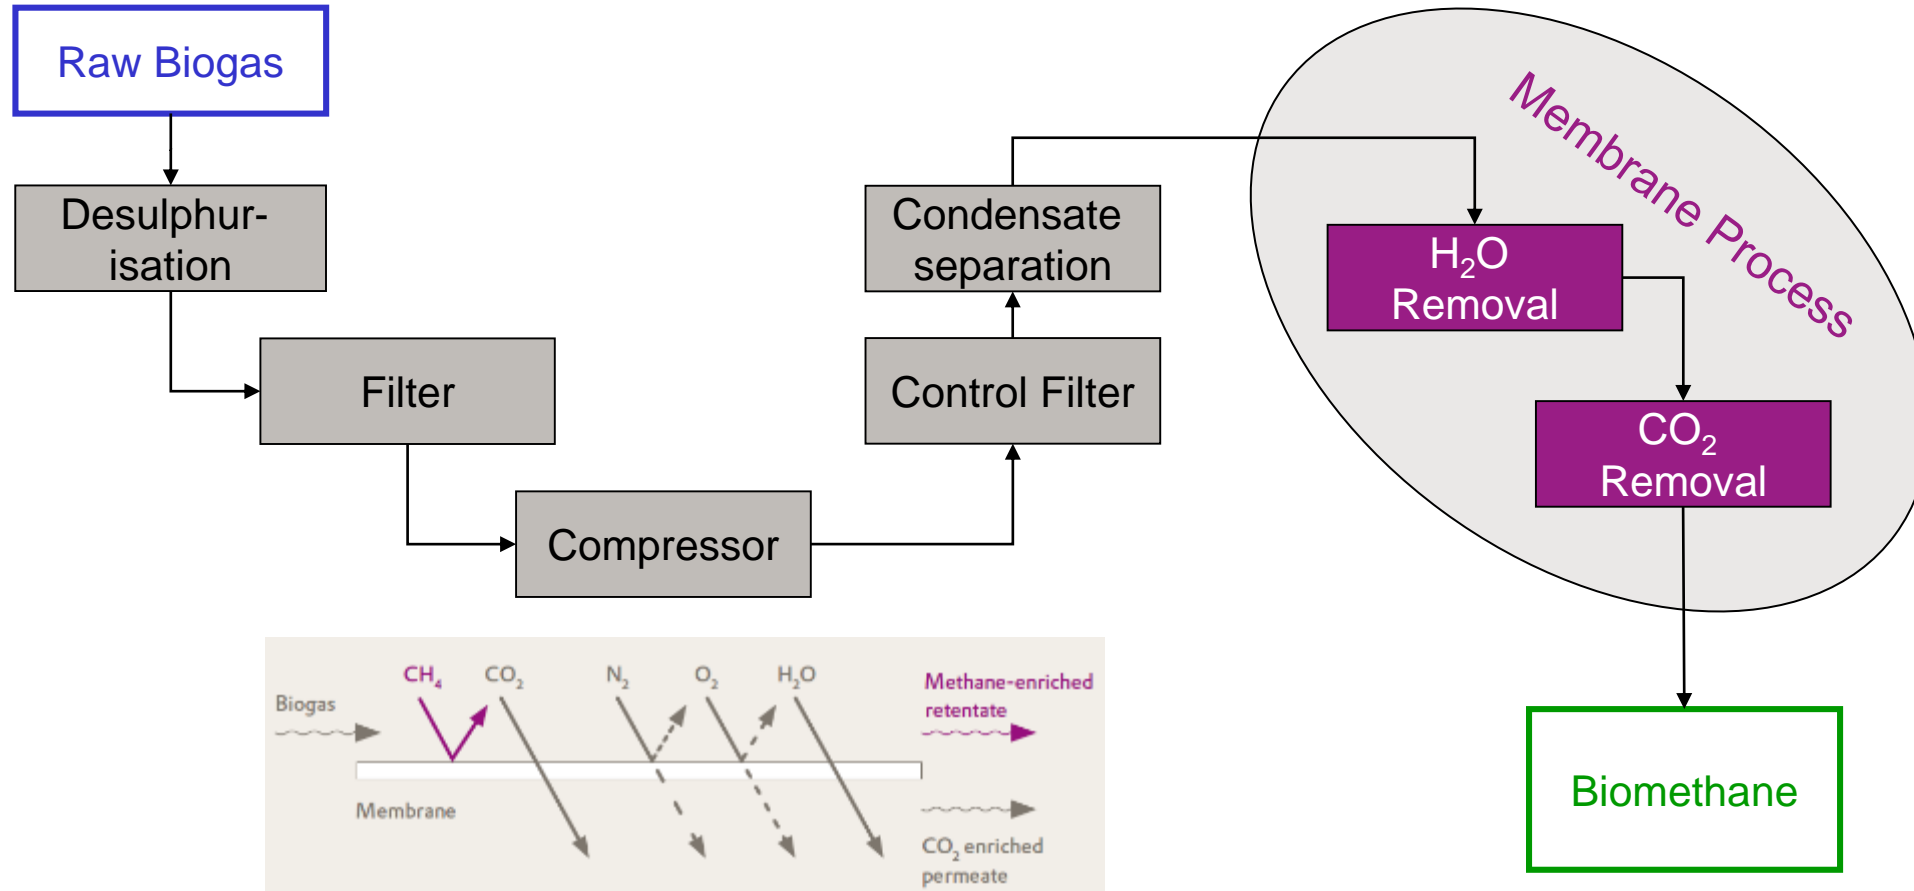 Raw Biogas
Desulphur-
isation
Filter
Compressor
Control Filter
Condensate
separation
Membrane Process
H₂O
Removal
CO₂
Removal
Biomethane
CH₄ CO₂ N₂ O₂ H₂O
Biogas
Membrane
Methane-enriched
retentate
CO₂ enriched
permeate